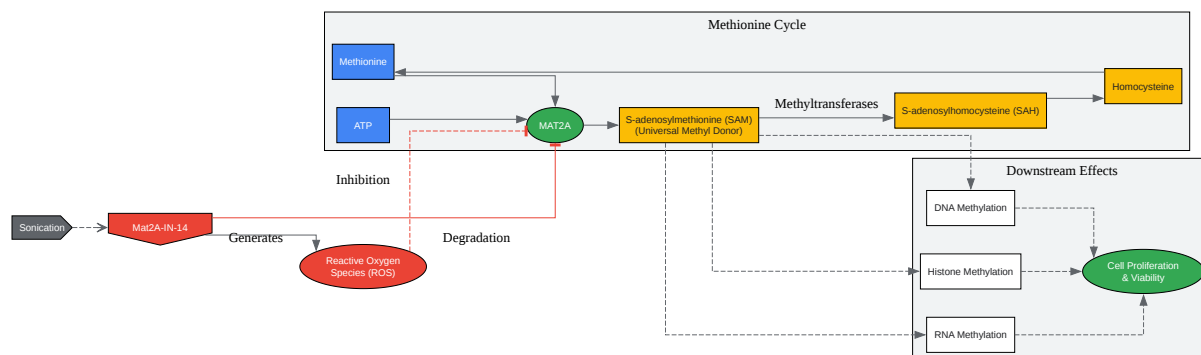 Methionine Cycle
Methionine
Homocysteine
Methyltransferases
ATP
MAT2A
S-adenosylmethionine (SAM)
(Universal Methyl Donor)
S-adenosylhomocysteine (SAH)
Inhibition
Downstream Effects
DNA Methylation
Sonication
Mat2A-IN-14
Generates
Degradation
Reactive Oxygen
Species (ROS)
Histone Methylation
Cell Proliferation
& Viability
RNA Methylation